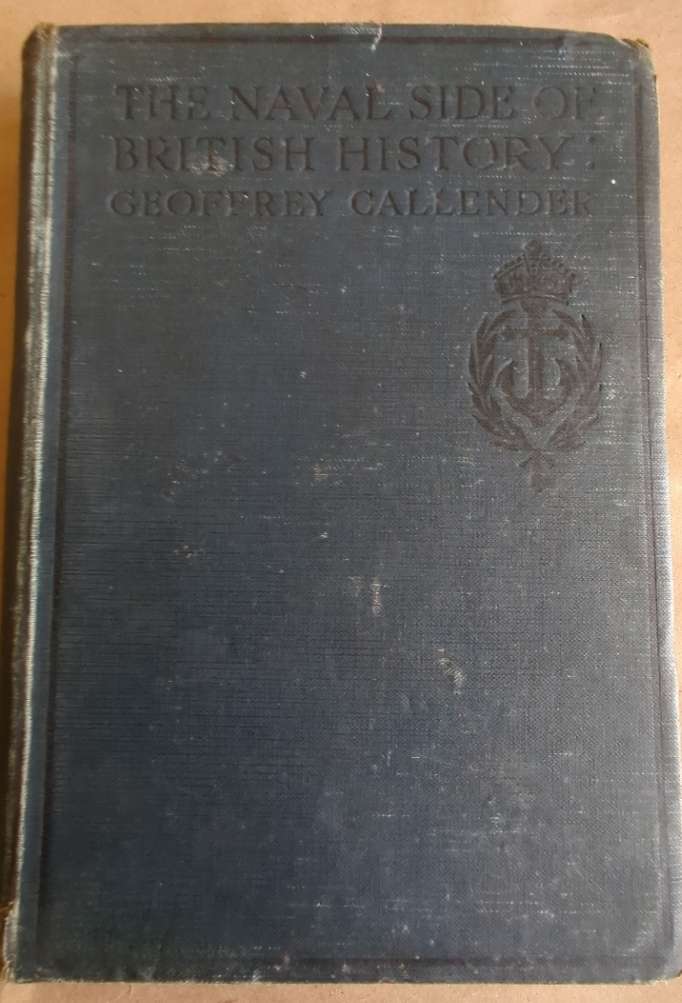 THE NAVAL SIDE OF
BRITISH HISTORY:
GEOFFREY CALLENDER